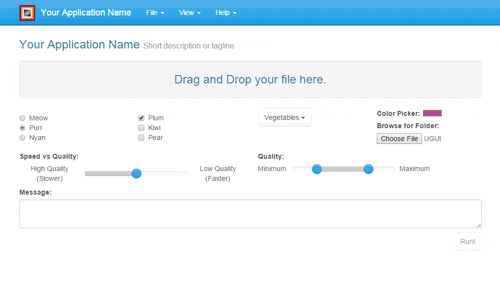 Your Application Name File View Help
Your Application Name Short description or tagline
Drag and Drop your file here.
Meow Plum Vegetables Color Picker:
Purr Kiwi Browse for Folder:
Nyan Pear Choose File UGUI
Speed vs Quality: Quality:
High Quality Low Quality Minimum Maximum
(Slower) (Faster)
Message:
Run!